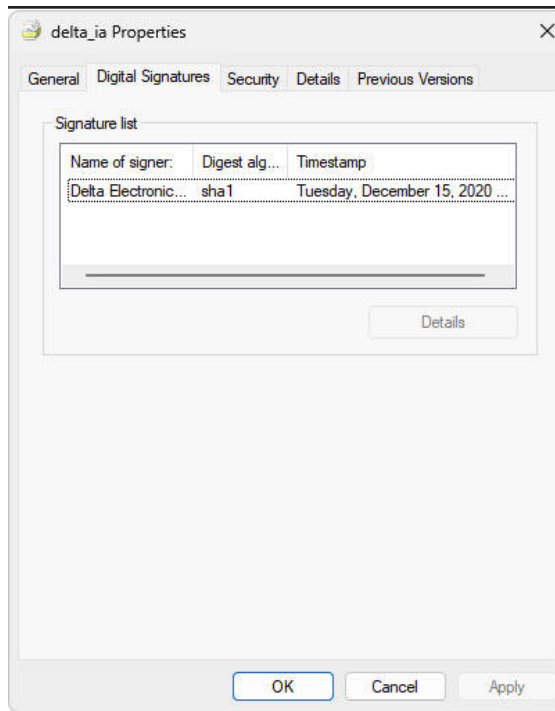 delta_ia Properties
General Digital Signatures Security Details Previous Versions
Signature list
Name of signer: Digest alg... Timestamp
Delta Electronic... sha1 Tuesday, December 15, 2020 ...
Details
OK Cancel Apply